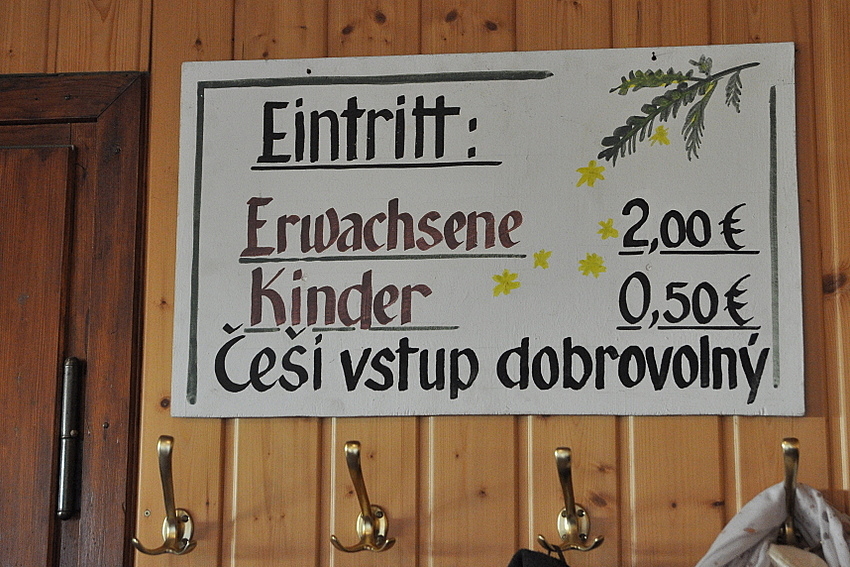 Eintritt:
Erwachsene 2,00 €
Kinder 0,50 €
Češi vstup dobrovolný